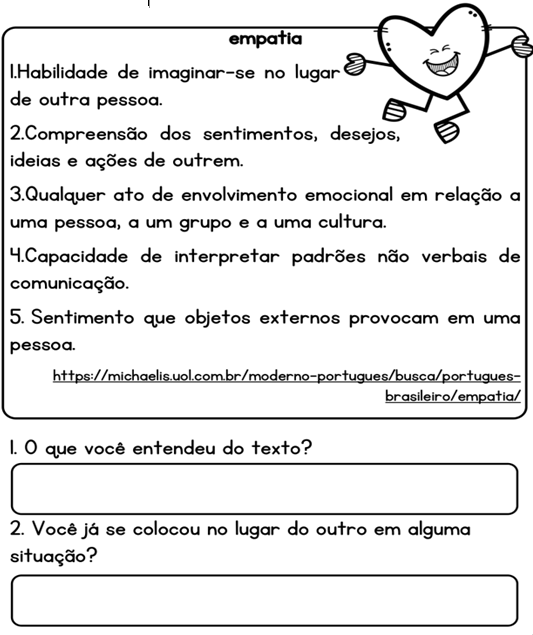 empatia
1.Habilidade de imaginar-se no lugar
de outra pessoa.
2.Compreensão dos sentimentos, desejos,
ideias e ações de outrem.
3.Qualquer ato de envolvimento emocional em relação a
uma pessoa, a um grupo e a uma cultura.
4.Capacidade de interpretar padrões não verbais de
comunicação.
5. Sentimento que objetos externos provocam em uma
pessoa.
https://michaelis.uol.com.br/moderno-portugues/busca/portugues-
brasileiro/empatia/
1. O que você entendeu do texto?
2. Você já se colocou no lugar do outro em alguma
situação?